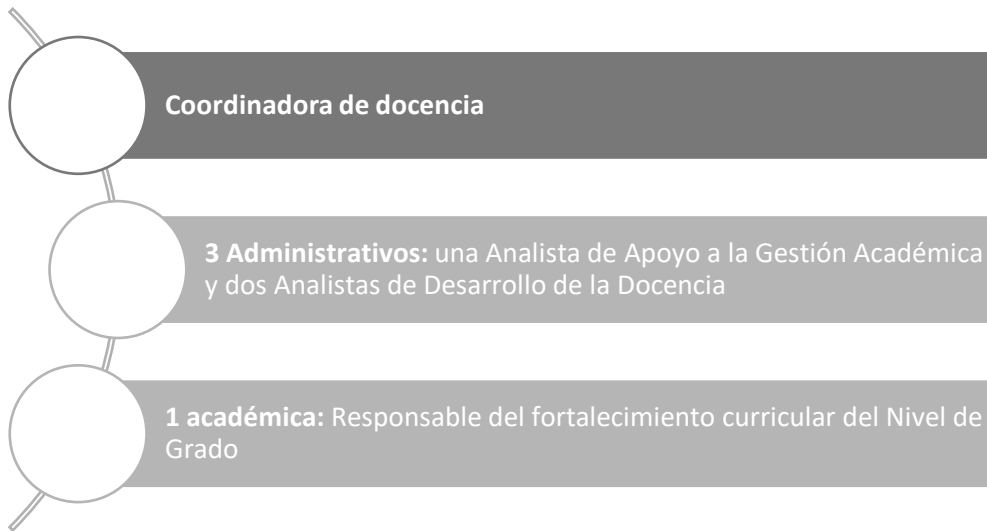 Coordinadora de docencia
3 Administrativos: una Analista de Apoyo a la Gestión Académica
y dos Analistas de Desarrollo de la Docencia
1 académica: Responsable del fortalecimiento curricular del Nivel de
Grado